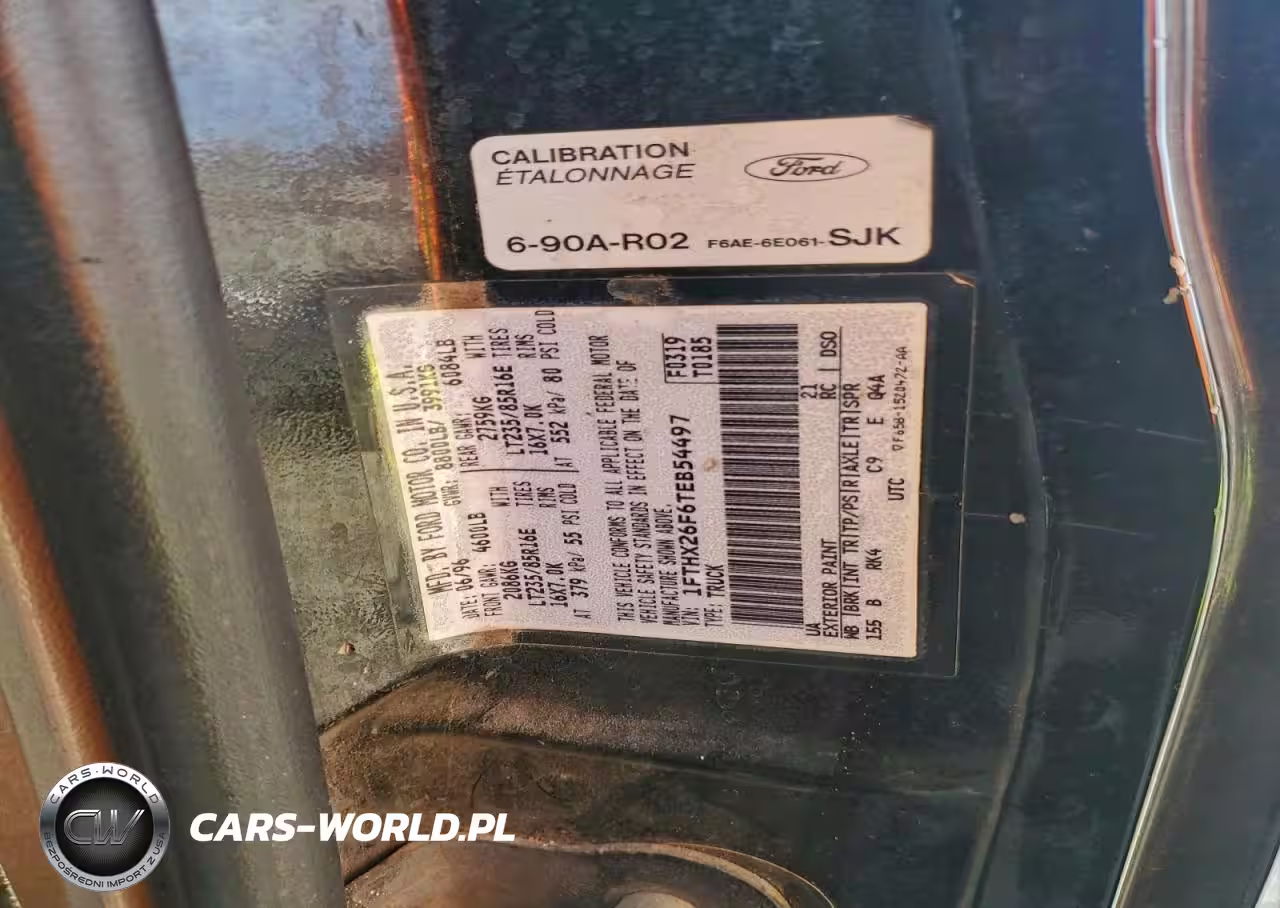 CALIBRATION
ÉTALONNAGE
Ford
6-90A-R02 F6AE-6E061-SJK
MFD. BY FORD MOTOR CO. IN U.S.A.
DATE: 06/96 GVWR: 8800LB/ 3991KG
FRONT GAWR: 4600LB REAR GAWR: 6084LB
2086KG WITH 2759KG WITH
LT235/85R16E TIRES LT235/85R16E TIRES
16X7.0K RIMS 16X7.0K RIMS
AT 379 kPa/ 55 PSI COLD AT 552 kPa/ 80 PSI COLD
THIS VEHICLE CONFORMS TO ALL APPLICABLE FEDERAL MOTOR
VEHICLE SAFETY STANDARDS IN EFFECT ON THE DATE OF
MANUFACTURE SHOWN ABOVE.
VIN: 1FTHX26F6TEB54497 F0319
TYPE: TRUCK T0185
UA 21
EXTERIOR PAINT RC DSO
WB BRK INT TR TP/PS R AXLE TR SPR
155 B RK4 C9 E Q4A
UTC
CARS-WORLD
CW
BEZPOŚREDNI IMPORT Z USA
CARS-WORLD.PL